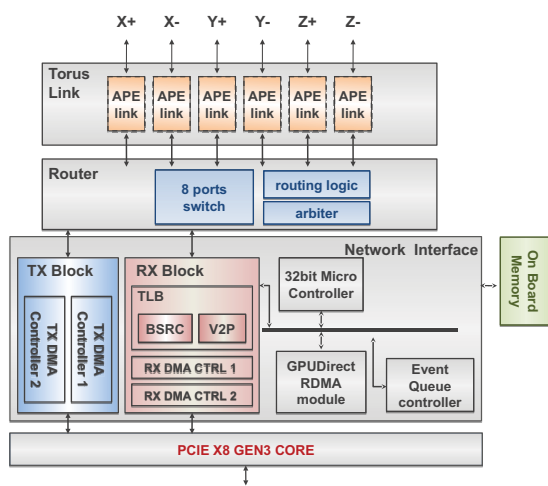 X+ X- Y+ Y- Z+ Z-
Torus
Link
APE
link
APE
link
APE
link
APE
link
APE
link
APE
link
Router
8 ports
switch
routing logic
arbiter
Network Interface
TX Block
TX DMA
Controller 2
TX DMA
Controller 1
RX Block
TLB
BSRC
V2P
RX DMA CTRL 1
RX DMA CTRL 2
32bit Micro
Controller
GPUDirect
RDMA
module
Event
Queue
controller
On Board
Memory
PCIE X8 GEN3 CORE